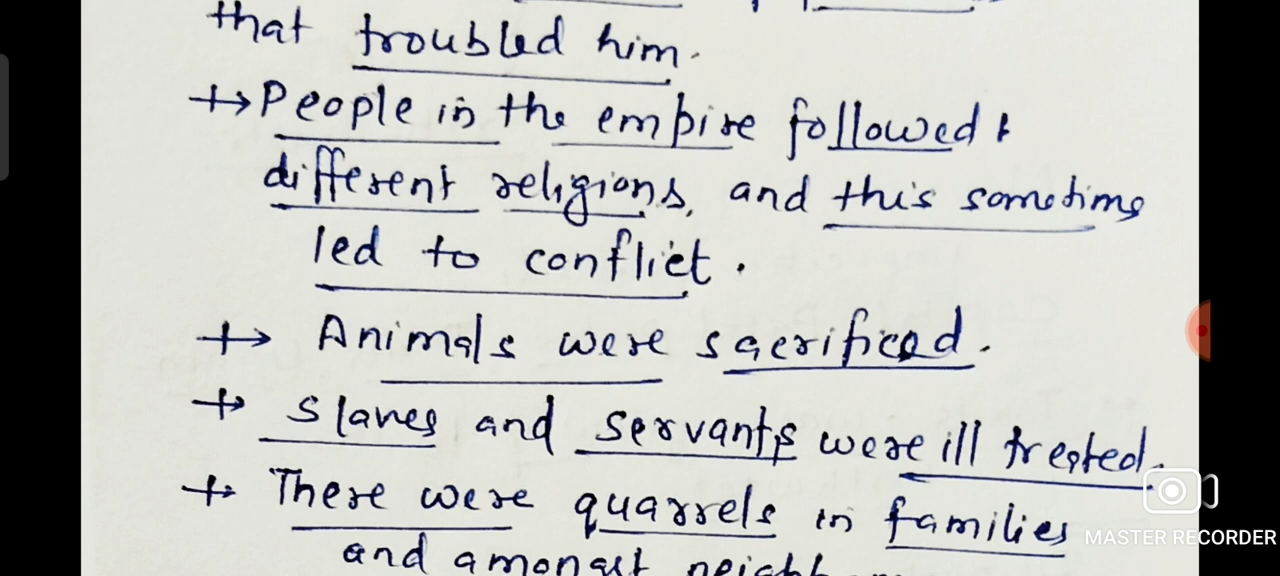 that troubled him.
→ People in the empire followed
different religions, and this sometimes
led to conflict.
→ Animals were sacrificed.
→ Slaves and servants were ill treated.
→ There were quarrels in families
and amongst
MASTER RECORDER